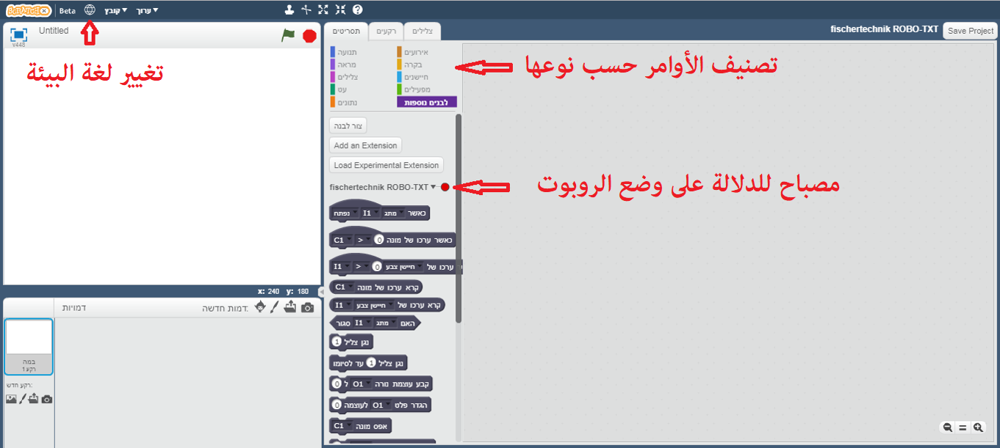 SCRATCH
Beta
קובץ
ערוך
fischertechnik ROBO-TXT
Save Project
v448
Untitled
تغيير لغة البيئة
x: 240 y: 180
דמויות
דמות חדשה:
במה
רקע 1
רקע חדש:
תסריטים
רקעים
צלילים
תנועה
אירועים
מראה
בקרה
צלילים
חיישנים
עט
מפעילים
נתונים
לבנים נוספות
تصنيف الأوامر حسب نوعها
צור לבנה
Add an Extension
Load Experimental Extension
fischertechnik ROBO-TXT
مصباح للدلالة على وضع الروبوت
כאשר מתג I1 נפתח
כאשר ערכו של מונה 0 < C1
ערכו של חיישן צבע 0 < I1
קרא ערכו של מונה C1
קרא ערכו של חיישן צבע I1
האם מתג I1 סגור
נגן צליל 1
נגן צליל 1 עד לסיומו
קבע עוצמת נורה O1 ל 0
הגדר פלט O1 לעוצמה 0
אפס מונה C1